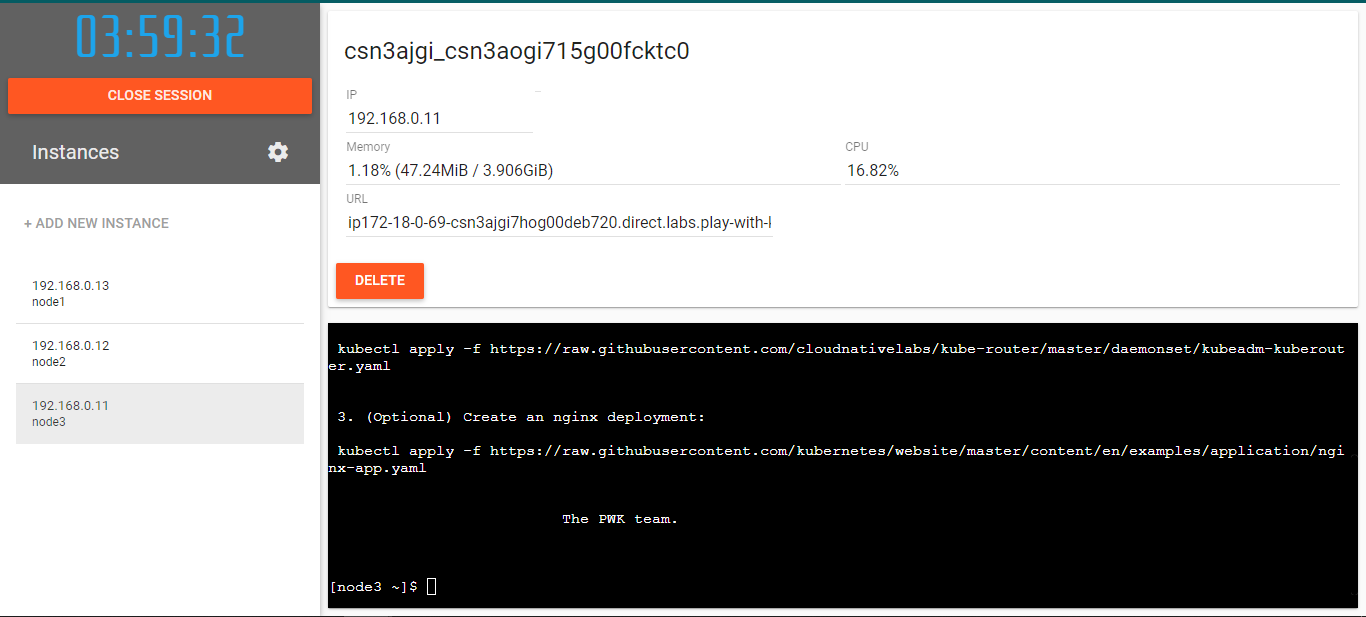 03:59:32
CLOSE SESSION
Instances
+ ADD NEW INSTANCE
192.168.0.13
node1
192.168.0.12
node2
192.168.0.11
node3
csn3ajgi_csn3aogi715g00fcktc0
IP
192.168.0.11
Memory
1.18% (47.24MiB / 3.906GiB)
CPU
16.82%
URL
ip172-18-0-69-csn3ajgi7hog00deb720.direct.labs.play-with-k
DELETE
kubectl apply -f https://raw.githubusercontent.com/cloudnativelabs/kube-router/master/daemonset/kubeadm-kuberout
er.yaml
3. (Optional) Create an nginx deployment:
kubectl apply -f https://raw.githubusercontent.com/kubernetes/website/master/content/en/examples/application/ngi
nx-app.yaml
The PWK team.
[node3 ~]$